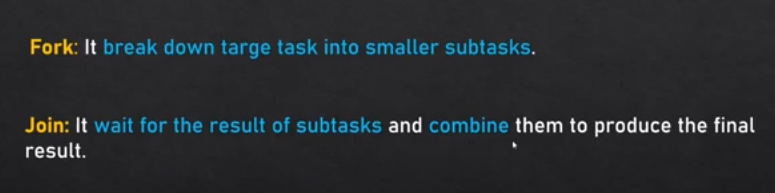 Fork: It break down targe task into smaller subtasks.
Join: It wait for the result of subtasks and combine them to produce the final
result.